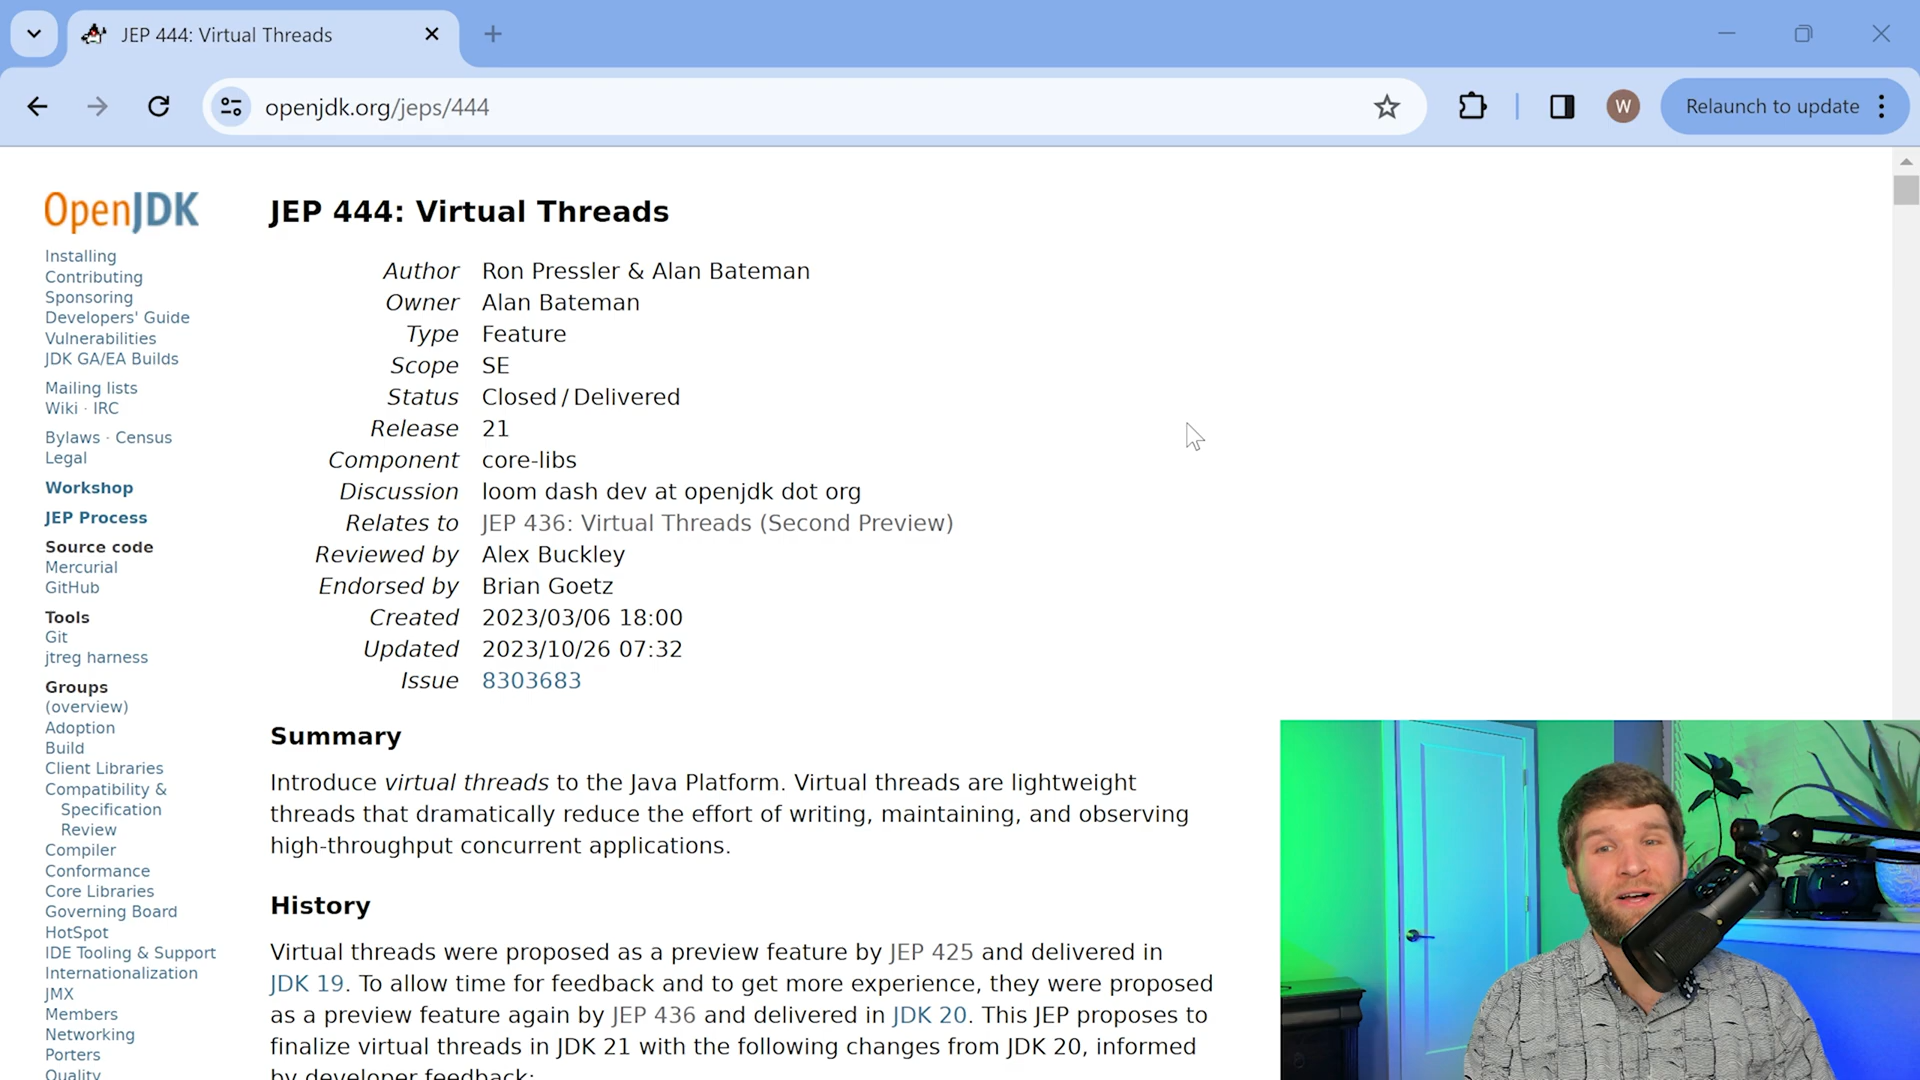 JEP 444: Virtual Threads
openjdk.org/jeps/444
W
Relaunch to update
OpenJDK
Installing
Contributing
Sponsoring
Developers' Guide
Vulnerabilities
JDK GA/EA Builds
Mailing lists
Wiki · IRC
Bylaws · Census
Legal
Workshop
JEP Process
Source code
Mercurial
GitHub
Tools
Git
jtreg harness
Groups
(overview)
Adoption
Build
Client Libraries
Compatibility &
Specification
Review
Compiler
Conformance
Core Libraries
Governing Board
HotSpot
IDE Tooling & Support
Internationalization
JMX
Members
Networking
Porters
Quality
JEP 444: Virtual Threads
Author Ron Pressler & Alan Bateman
Owner Alan Bateman
Type Feature
Scope SE
Status Closed / Delivered
Release 21
Component core-libs
Discussion loom dash dev at openjdk dot org
Relates to JEP 436: Virtual Threads (Second Preview)
Reviewed by Alex Buckley
Endorsed by Brian Goetz
Created 2023/03/06 18:00
Updated 2023/10/26 07:32
Issue 8303683
Summary
Introduce virtual threads to the Java Platform. Virtual threads are lightweight
threads that dramatically reduce the effort of writing, maintaining, and observing
high-throughput concurrent applications.
History
Virtual threads were proposed as a preview feature by JEP 425 and delivered in
JDK 19. To allow time for feedback and to get more experience, they were proposed
as a preview feature again by JEP 436 and delivered in JDK 20. This JEP proposes to
finalize virtual threads in JDK 21 with the following changes from JDK 20, informed
by developer feedback: